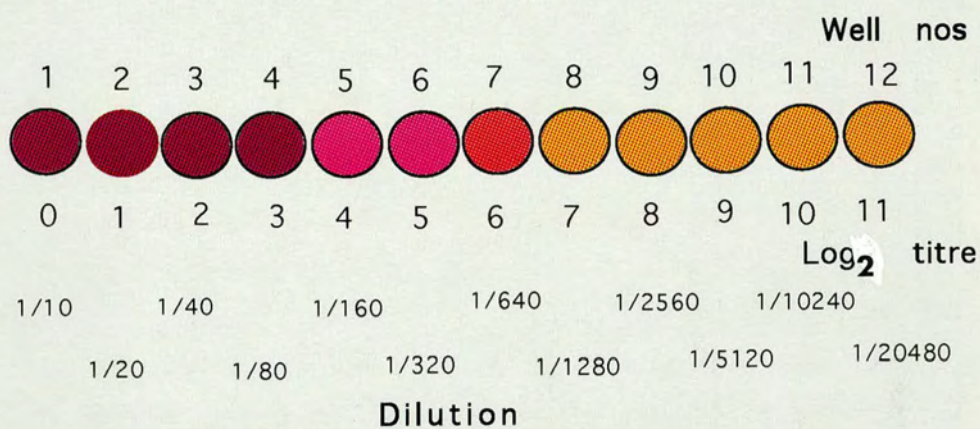 Well nos
1 2 3 4 5 6 7 8 9 10 11 12
0 1 2 3 4 5 6 7 8 9 10 11
Log2 titre
1/10 1/40 1/160 1/640 1/2560 1/10240
1/20 1/80 1/320 1/1280 1/5120 1/20480
Dilution